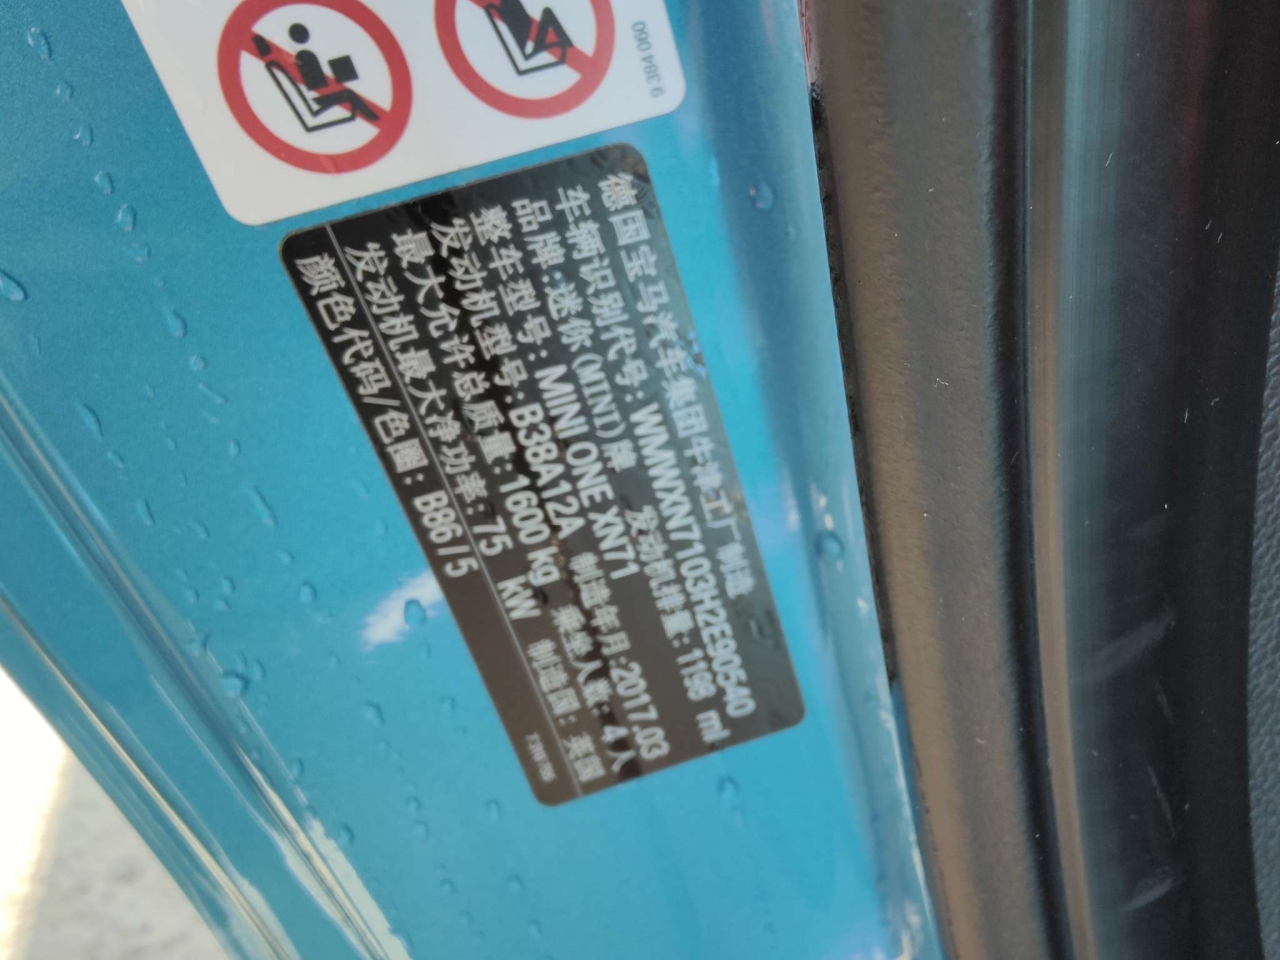 9384 060
德国宝马汽车集团牛津工厂制造
车辆识别代号: WMWXN7103H2E90540
品牌:迷你(MINI)牌 发动机排量: 1198 ml
整车型号: MINI ONE XN71
发动机型号: B38A12A 制造年月:2017.03
最大允许总质量:1600 kg 乘坐人数: 4人
发动机最大净功率: 75 kW 制造国: 英国
颜色代码/色圈: B86/5